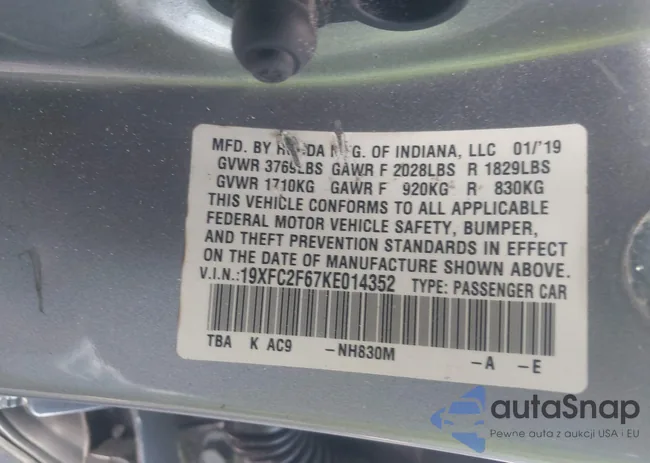 MFD. BY H DA M G. OF INDIANA, LLC 01/'19
GVWR 3769LBS GAWR F 2028LBS R 1829LBS
GVWR 1710KG GAWR F 920KG R 830KG
THIS VEHICLE CONFORMS TO ALL APPLICABLE
FEDERAL MOTOR VEHICLE SAFETY, BUMPER,
AND THEFT PREVENTION STANDARDS IN EFFECT
ON THE DATE OF MANUFACTURE SHOWN ABOVE.
V.I.N.:19XFC2F67KE014352 TYPE: PASSENGER CAR
TBA K AC9 -NH830M -A -E
autaSnap
Pewne auta z aukcji USA i EU